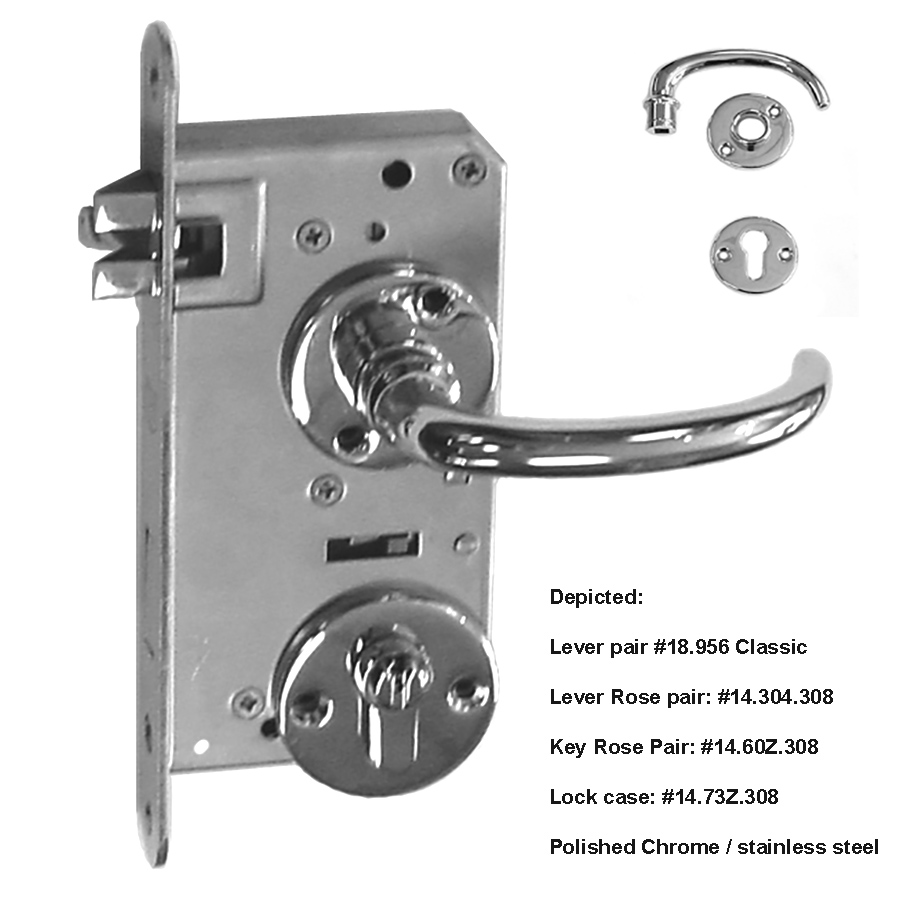 Depicted:
Lever pair #18.956 Classic
Lever Rose pair: #14.304.308
Key Rose Pair: #14.60Z.308
Lock case: #14.73Z.308
Polished Chrome / stainless steel